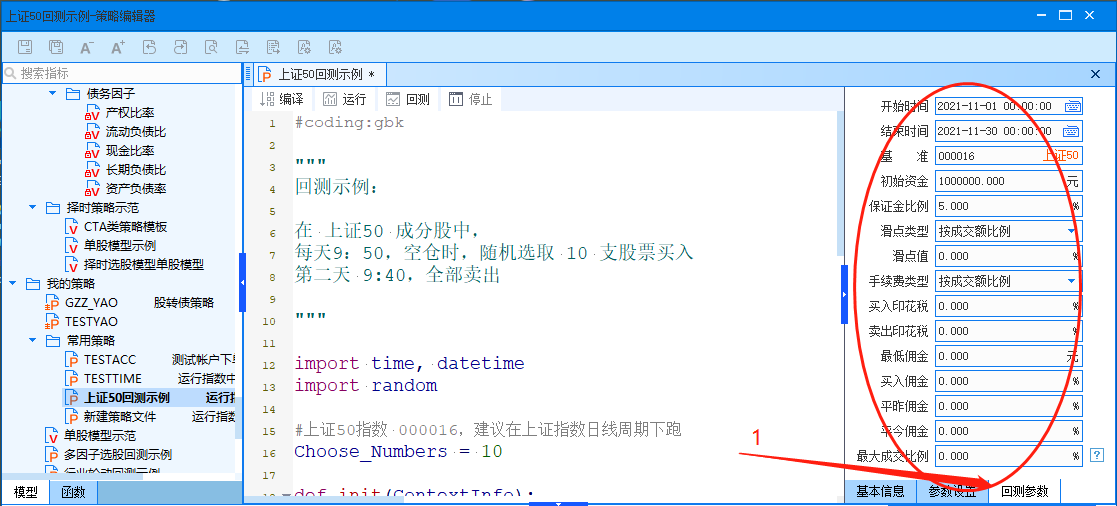 上证50回测示例-策略编辑器
搜索指标
债务因子
产权比率
流动负债比
现金比率
长期负债比
资产负债率
择时策略示范
CTA类策略模板
单股模型示例
择时选股模型单股模型
我的策略
GZZ_YAO 股转债策略
TESTYAO
常用策略
TESTACC 测试帐户下单
TESTTIME 运行指数中
上证50回测示例 运行指
新建策略文件 运行指数
单股模型示范
多因子选股回测示例
行业轮动回测示例
模型 函数
上证50回测示例 *
编译 运行 回测 停止
1 #coding:gbk
2
3 """
4 回测示例:
5
6 在 上证50 成分股中,
7 每天9: 50, 空仓时, 随机选取 10 支股票买入
8 第二天 9:40, 全部卖出
9
10 """
11
12 import time, datetime
13 import random
14
15 #上证50指数 000016, 建议在上证指数日线周期下跑
16 Choose_Numbers = 10
17
18 def init(ContextInfo):
1
开始时间 2021-11-01 00:00:00
结束时间 2021-11-30 00:00:00
基 准 000016 上证50
初始资金 1000000.000 元
保证金比例 5.000 %
滑点类型 按成交额比例
滑点值 0.000 %
手续费类型 按成交额比例
买入印花税 0.000 %
卖出印花税 0.000 %
最低佣金 0.000 元
买入佣金 0.000 %
平昨佣金 0.000 %
平今佣金 0.000 %
最大成交比例 0.000 % ?
基本信息 参数设置 回测参数